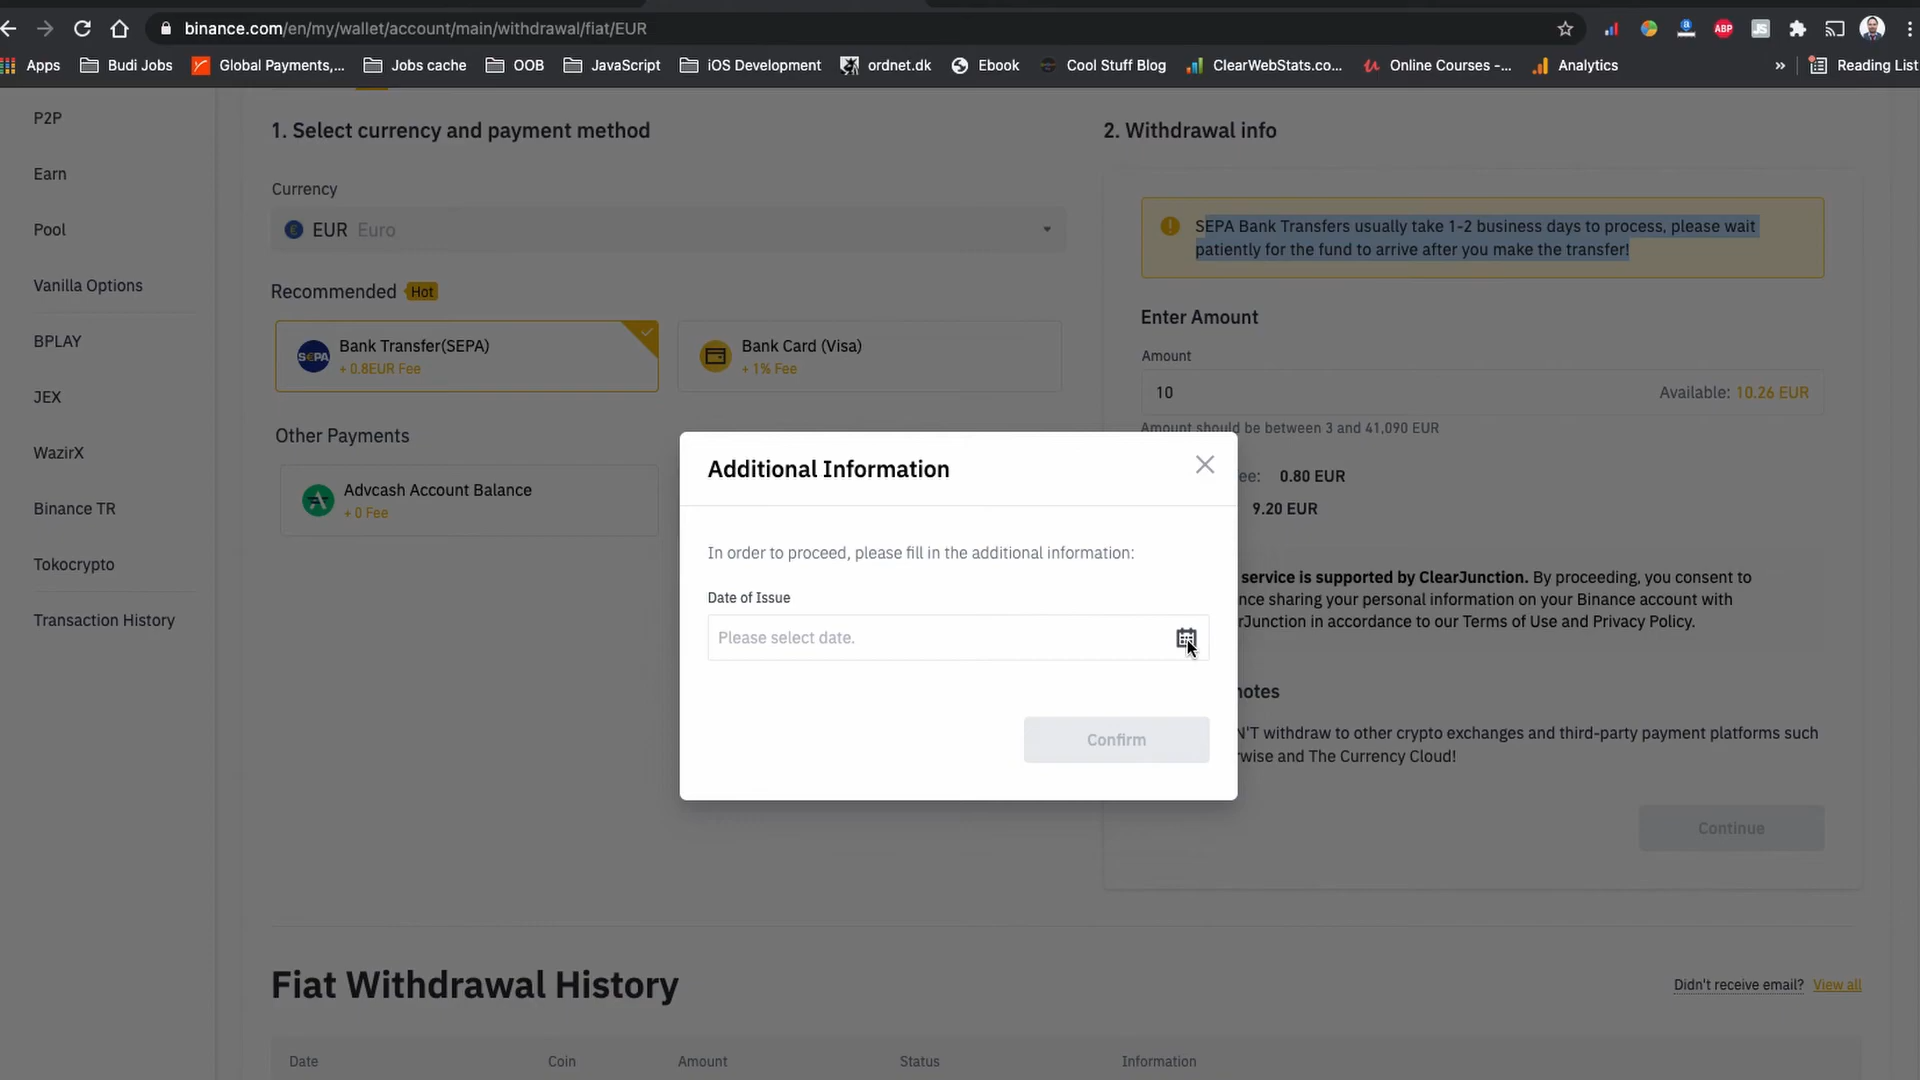 binance.com/en/my/wallet/account/main/withdrawal/fiat/EUR
ABP
JS
Apps
Budi Jobs
Global Payments,...
Jobs cache
OOB
JavaScript
iOS Development
ordnet.dk
Ebook
Cool Stuff Blog
ClearWebStats.co...
Online Courses -...
Analytics
»
Reading List
P2P
Earn
Pool
Vanilla Options
BPLAY
JEX
WazirX
Binance TR
Tokocrypto
Transaction History
1. Select currency and payment method
Currency
EUR Euro
Recommended Hot
SEPA
Bank Transfer(SEPA)
+ 0.8EUR Fee
Bank Card (Visa)
+ 1% Fee
Other Payments
Advcash Account Balance
+ 0 Fee
2. Withdrawal info
SEPA Bank Transfers usually take 1-2 business days to process, please wait
patiently for the fund to arrive after you make the transfer!
Enter Amount
Amount
10
Available: 10.26 EUR
Amount should be between 3 and 41,090 EUR
ee: 0.80 EUR
9.20 EUR
service is supported by ClearJunction. By proceeding, you consent to
nce sharing your personal information on your Binance account with
rJunction in accordance to our Terms of Use and Privacy Policy.
notes
N'T withdraw to other crypto exchanges and third-party payment platforms such
wise and The Currency Cloud!
Continue
Additional Information
In order to proceed, please fill in the additional information:
Date of Issue
Please select date.
Confirm
Fiat Withdrawal History
Didn't receive email? View all
Date Coin Amount Status Information